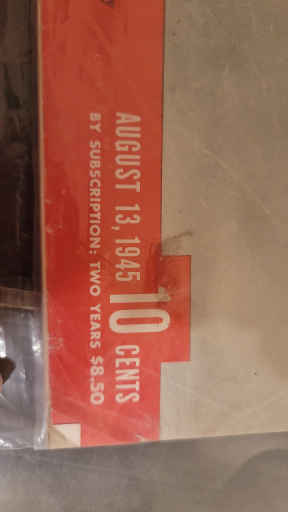 AUGUST 13, 1945 10 CENTS
BY SUBSCRIPTION: TWO YEARS $8.50